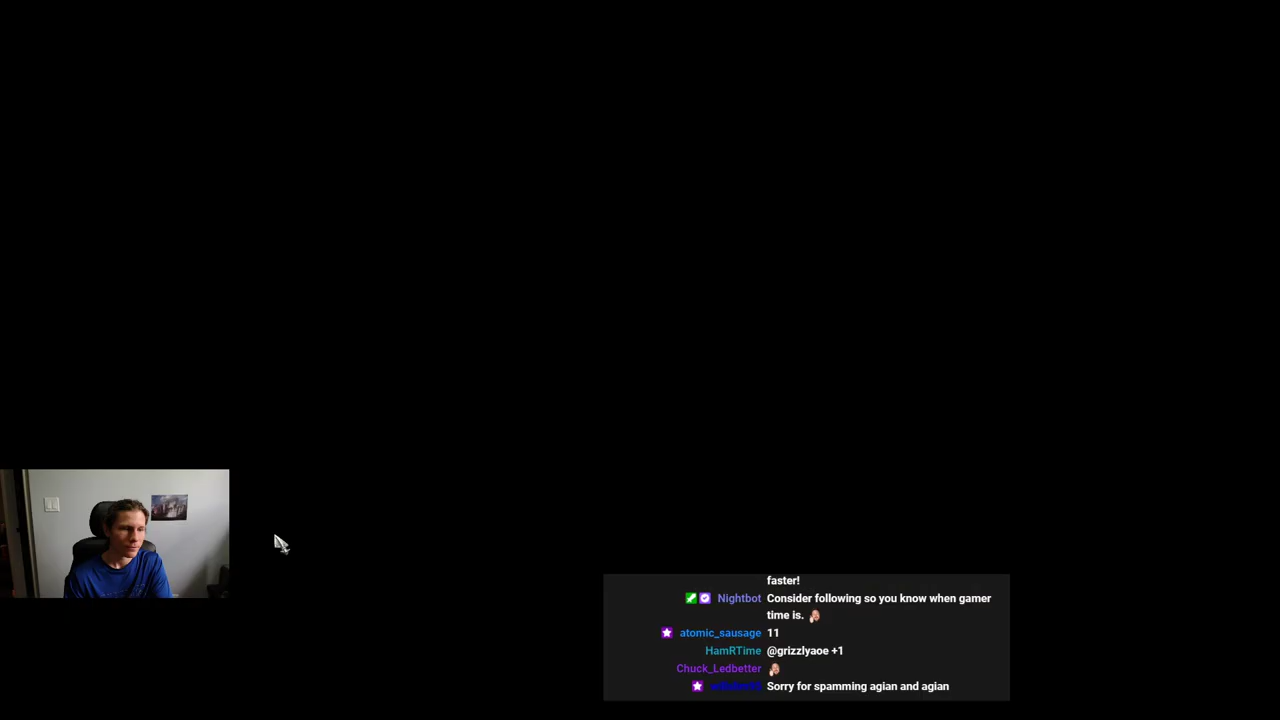 faster!
Nightbot Consider following so you know when gamer
time is.
atomic_sausage 11
HamRTime @grizzlyaoe +1
Chuck_Ledbetter
Sorry for spamming agian and agian